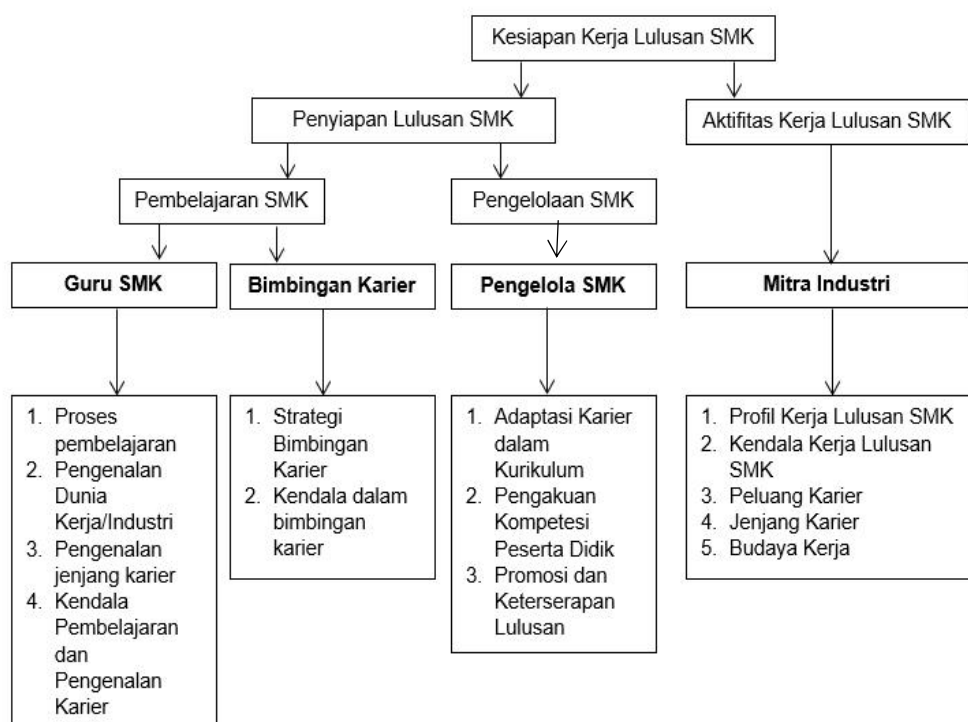 Kesiapan Kerja Lulusan SMK
Penyiapan Lulusan SMK
Aktifitas Kerja Lulusan SMK
Pembelajaran SMK
Pengelolaan SMK
Guru SMK
Bimbingan Karier
Pengelola SMK
Mitra Industri
1. Proses
pembelajaran
2. Pengenalan
Dunia
Kerja/Industri
3. Pengenalan
jenjang karier
4. Kendala
Pembelajaran
dan
Pengenalan
Karier
1. Strategi
Bimbingan
Karier
2. Kendala dalam
bimbingan
karier
1. Adaptasi Karier
dalam
Kurikulum
2. Pengakuan
Kompetesi
Peserta Didik
3. Promosi dan
Keterserapan
Lulusan
1. Profil Kerja Lulusan SMK
2. Kendala Kerja Lulusan
SMK
3. Peluang Karier
4. Jenjang Karier
5. Budaya Kerja